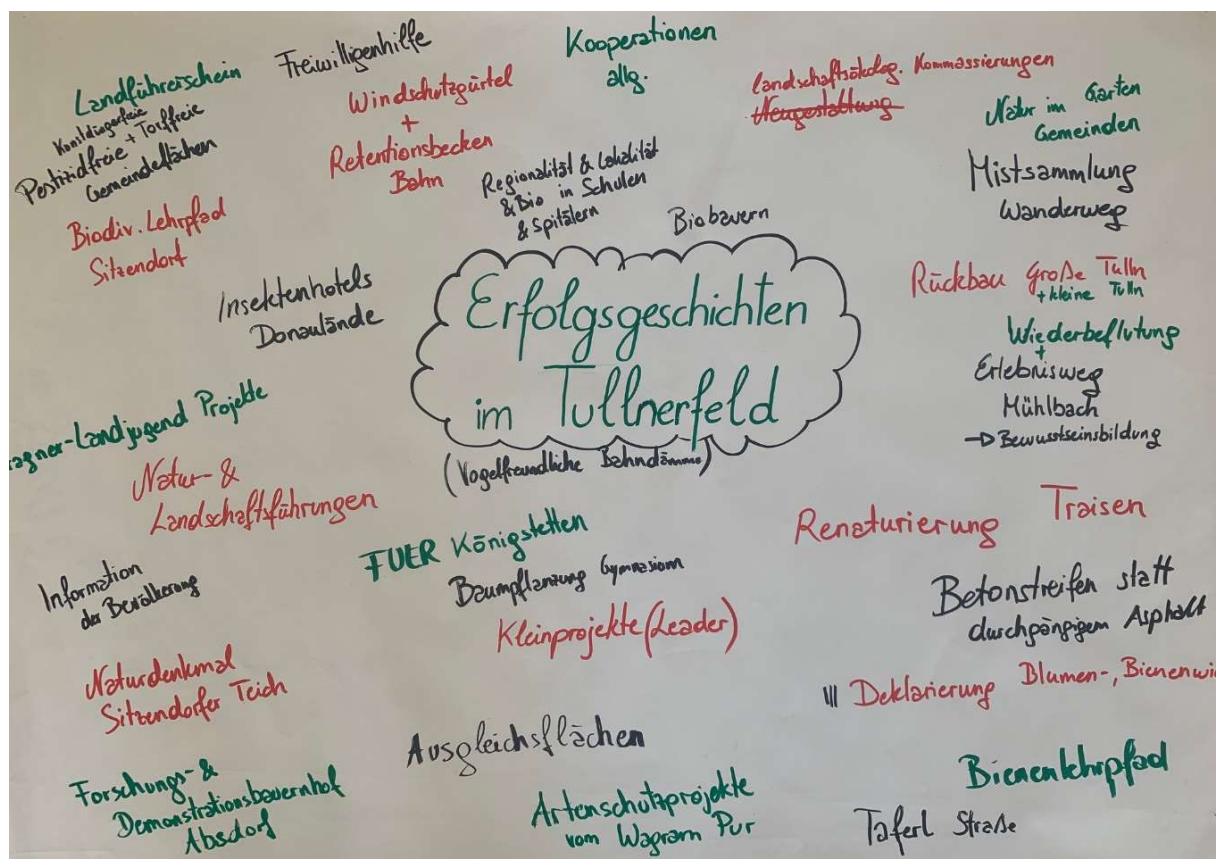 Landführerschein
Kunstdüngerfreie
Pestizidfreie + Torffreie
Gemeindeflächen
Freiwilligenhilfe
Windschutzgürtel
+
Retentionsbecken
Bahn
Kooperationen
allg.
landschaftsökolog. Kommassierungen
Neugestaltung
Natur im Garten
Gemeinden
Mistsammlung
Wanderweg
Biodiv. Lehrpfad
Sitzendorf
Regionalität & Lokalität
& Bio in Schulen
& Spitälern
Biobauern
Insektenhotels
Donaulände
Erfolgsgeschichten
im Tullnerfeld
(Vogelfreundliche Bahndämme)
Rückbau Große Tulln
+ kleine Tulln
Wiederbeflutung
+
Erlebnisweg
Mühlbach
→ Bewusstseinsbildung
agner-Landjugend Projekte
Natur- &
Landschaftsführungen
FUER Königstetten
Baumpflanzung Gymnasium
Kleinprojekte (Leader)
Renaturierung Traisen
Betonstreifen statt
durchgängigem Asphalt
Information
der Bevölkerung
Naturdenkmal
Sitzendorfer Teich
Deklarierung Blumen-, Bienenwi
Ausgleichsflächen
Forschungs- &
Demonstrationsbauernhof
Absdorf
Artenschutzprojekte
vom Wagram Pur
Bienenlehrpfad
Taferl Straße